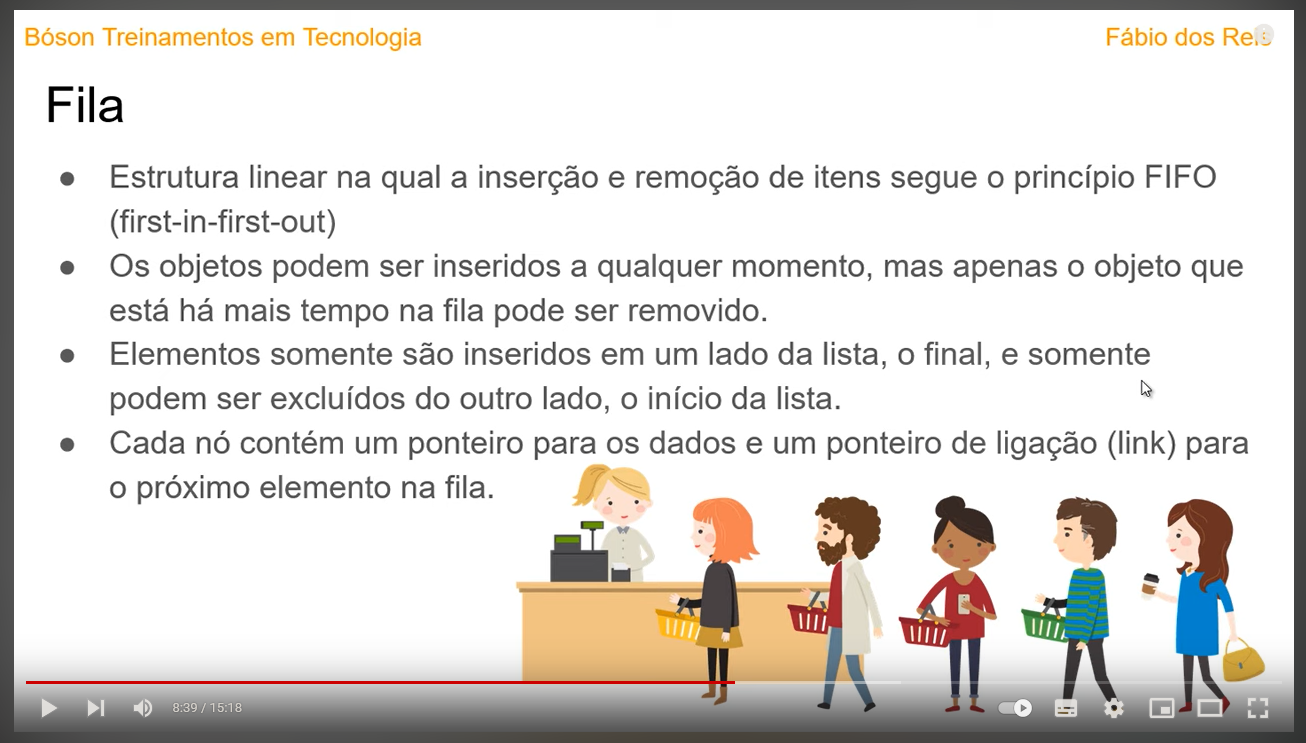 Bóson Treinamentos em Tecnologia
Fábio dos Reis
Fila
● Estrutura linear na qual a inserção e remoção de itens segue o princípio FIFO
(first-in-first-out)
● Os objetos podem ser inseridos a qualquer momento, mas apenas o objeto que
está há mais tempo na fila pode ser removido.
● Elementos somente são inseridos em um lado da lista, o final, e somente
podem ser excluídos do outro lado, o início da lista.
● Cada nó contém um ponteiro para os dados e um ponteiro de ligação (link) para
o próximo elemento na fila.
8:39 / 15:18